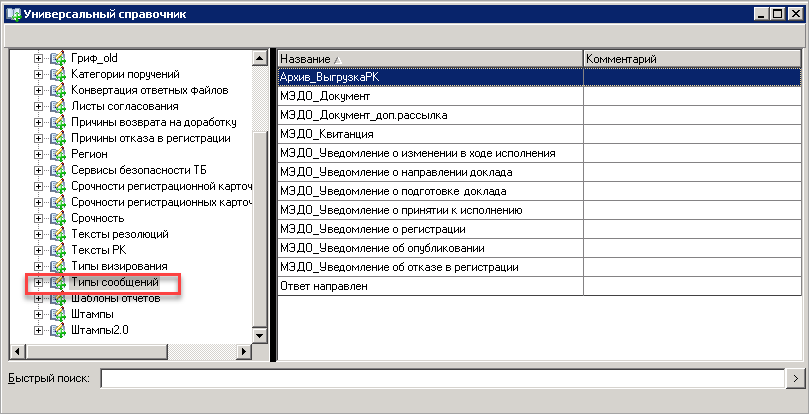 Универсальный справочник
Гриф_old
Категории поручений
Конвертация ответных файлов
Листы согласования
Причины возврата на доработку
Причины отказа в регистрации
Регион
Сервисы безопасности ТБ
Срочности регистрационной карточ
Срочности регистрационных карточ
Срочность
Тексты резолюций
Тексты РК
Типы визирования
Типы сообщений
Шаблоны отчетов
Штампы
Штампы2.0
Название Комментарий
Архив_ВыгрузкаРК
МЭДО_Документ
МЭДО_Документ_доп.рассылка
МЭДО_Квитанция
МЭДО_Уведомление о изменении в ходе исполнения
МЭДО_Уведомление о направлении доклада
МЭДО_Уведомление о подготовке доклада
МЭДО_Уведомление о принятии к исполнению
МЭДО_Уведомление о регистрации
МЭДО_Уведомление об опубликовании
МЭДО_Уведомление об отказе в регистрации
Ответ направлен
Быстрый поиск: